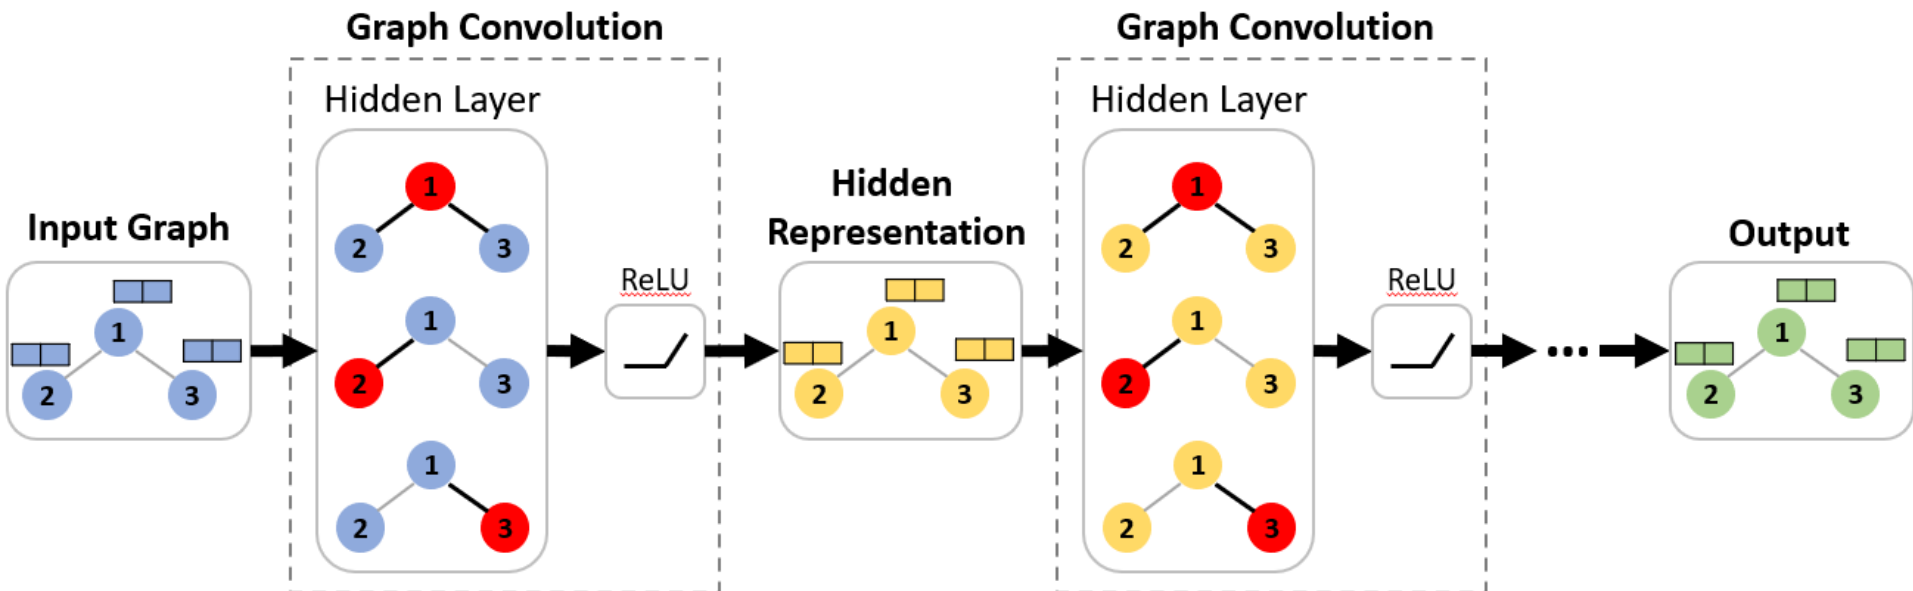 Graph Convolution
Graph Convolution
Hidden Layer
Hidden Layer
Input Graph
1
2
3
1
2
3
1
2
3
1
2
3
ReLU
Hidden
Representation
1
2
3
1
2
3
1
2
3
1
2
3
ReLU
...
Output
1
2
3